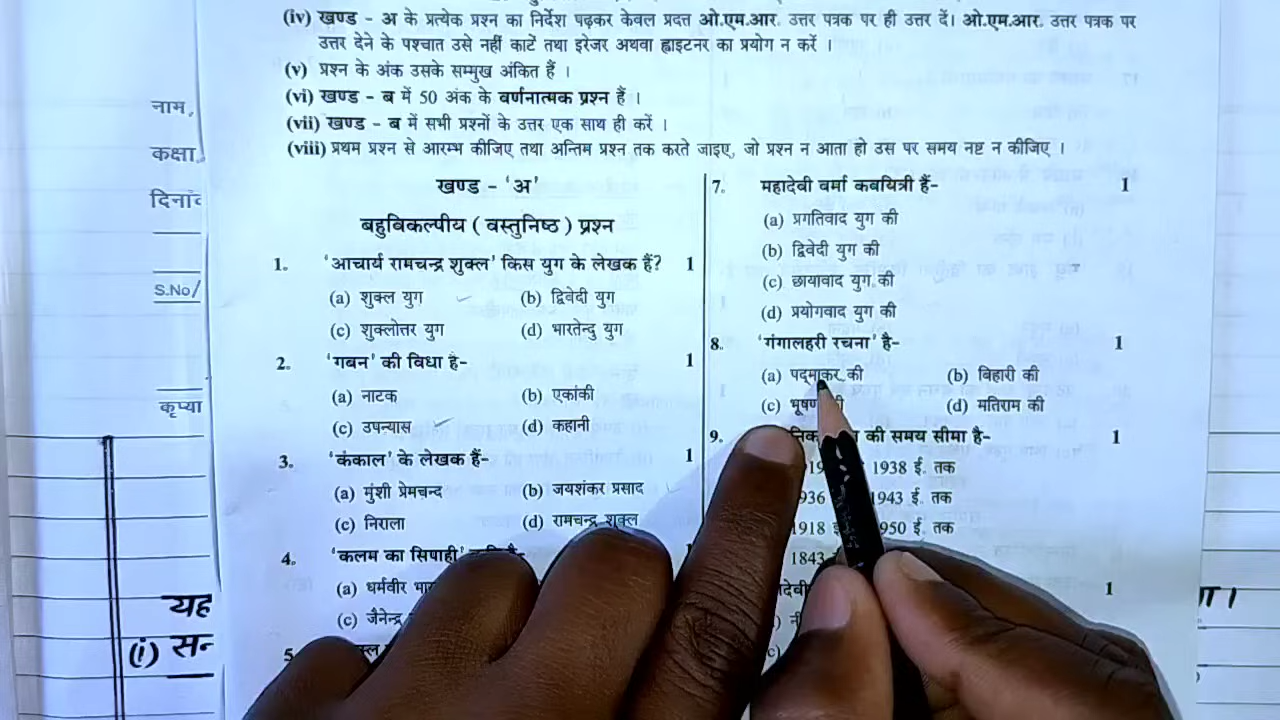 (iv) खण्ड - अ के प्रत्येक प्रश्न का निर्देश पढ़कर केवल प्रदत्त ओ.एम.आर. उत्तर पत्रक पर ही उत्तर दें। ओ.एम.आर. उत्तर पत्रक पर
उत्तर देने के पश्चात उसे नहीं काटें तथा इरेजर अथवा ह्वाइटनर का प्रयोग न करें ।
(v) प्रश्न के अंक उसके सम्मुख अंकित हैं ।
(vi) खण्ड - ब में 50 अंक के वर्णनात्मक प्रश्न हैं ।
(vii) खण्ड - ब में सभी प्रश्नों के उत्तर एक साथ ही करें ।
(viii) प्रथम प्रश्न से आरम्भ कीजिए तथा अन्तिम प्रश्न तक करते जाइए, जो प्रश्न न आता हो उस पर समय नष्ट न कीजिए ।
नाम
कक्षा
S.No/
यह
(i)
खण्ड - 'अ'
बहुविकल्पीय ( वस्तुनिष्ठ ) प्रश्न
1. 'आचार्य रामचन्द्र शुक्ल' किस युग के लेखक हैं? 1
(a) शुक्ल युग (b) द्विवेदी युग
(c) शुक्लोत्तर युग (d) भारतेन्दु युग
2. 'गबन' की विधा है- 1
(a) नाटक (b) एकांकी
(c) उपन्यास (d) कहानी
3. 'कंकाल' के लेखक हैं- 1
(a) मुंशी प्रेमचन्द (b) जयशंकर प्रसाद
(c) निराला (d) रामचन्द्र शुक्ल
4. 'कलम का सिपाही'
(a) धर्मवीर
(c) जैनेन्द्र
5.
7. महादेवी वर्मा कवयित्री हैं- 1
(a) प्रगतिवाद युग की
(b) द्विवेदी युग की
(c) छायावाद युग की
(d) प्रयोगवाद युग की
8. 'गंगालहरी रचना' है- 1
(a) पद्माकर की (b) बिहारी की
(c) (d) मतिराम की
9. की समय सीमा है- 1
1938 ई. तक
1943 ई. तक
1918 1950 ई. तक
1843
1